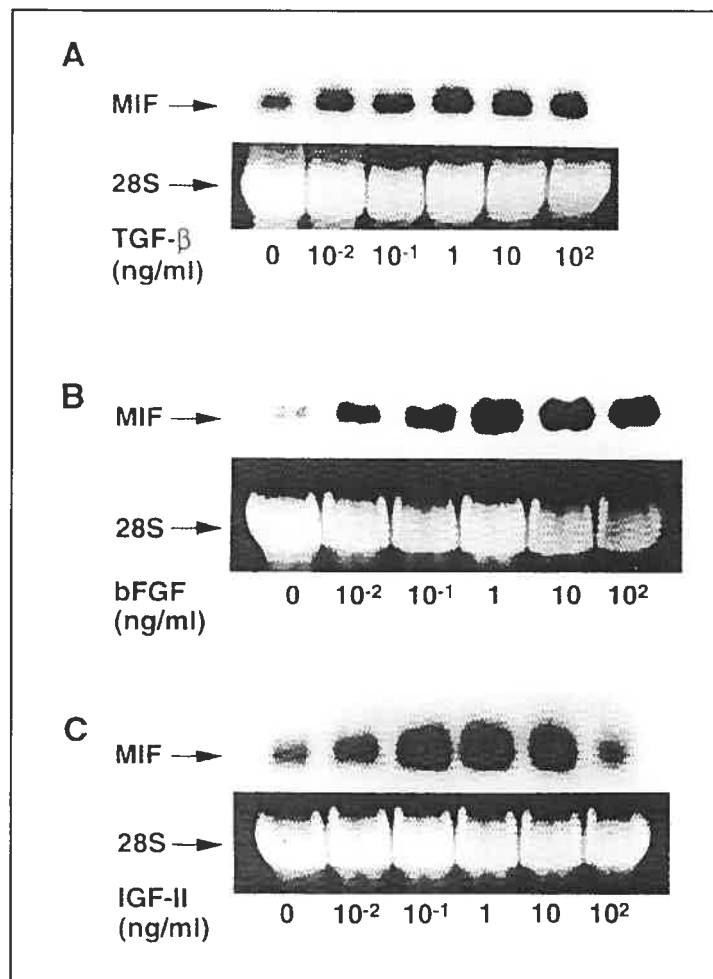 A
MIF
28S
TGF-β
(ng/ml)
0 10⁻² 10⁻¹ 1 10 10²
B
MIF
28S
bFGF
(ng/ml)
0 10⁻² 10⁻¹ 1 10 10²
C
MIF
28S
IGF-II
(ng/ml)
0 10⁻² 10⁻¹ 1 10 10²